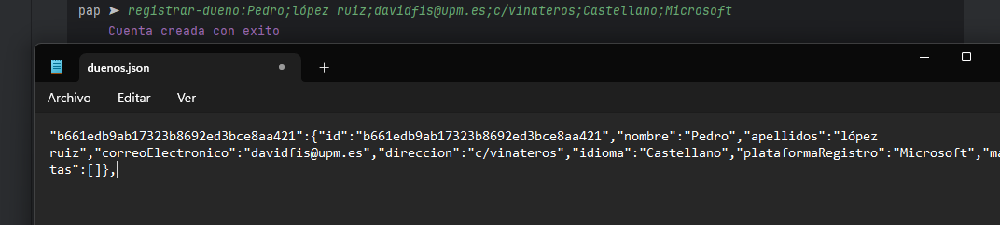 pap ➤ registrar-dueno:Pedro;lópez ruiz;davidfis@upm.es;c/vinateros;Castellano;Microsoft
Cuenta creada con exito
duenos.json
Archivo Editar Ver
"b661edb9ab17323b8692ed3bce8aa421":{"id":"b661edb9ab17323b8692ed3bce8aa421","nombre":"Pedro","apellidos":"lópez
ruiz","correoElectronico":"davidfis@upm.es","direccion":"c/vinateros","idioma":"Castellano","plataformaRegistro":"Microsoft","ma
tas":[]},